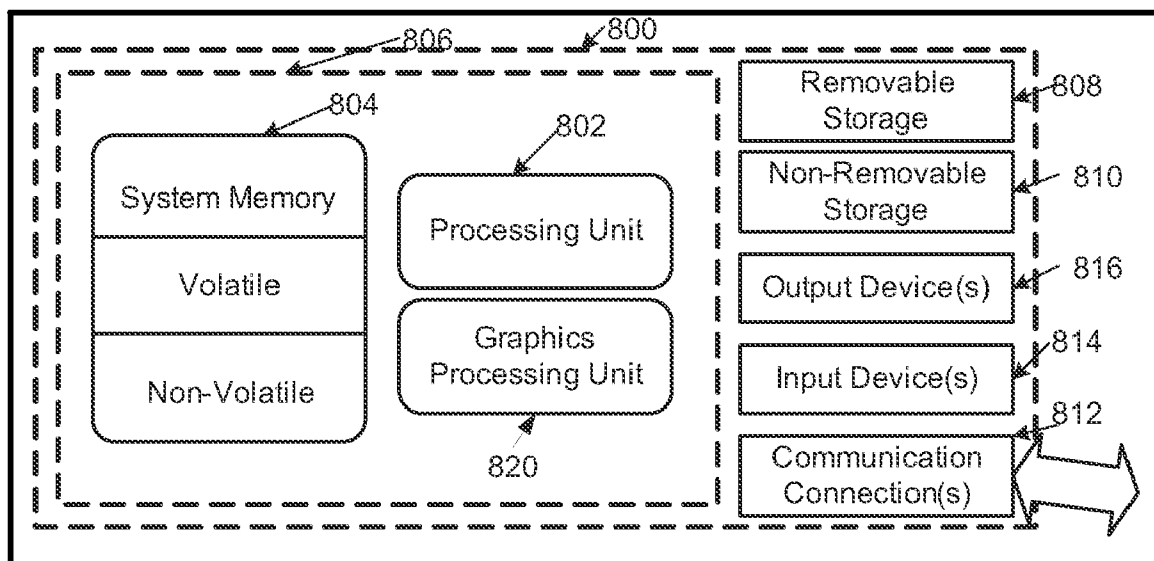 800
806
804
System Memory
Volatile
Non-Volatile
802
Processing Unit
Graphics
Processing Unit
820
Removable
Storage
808
Non-Removable
Storage
810
Output Device(s)
816
Input Device(s)
814
Communication
Connection(s)
812